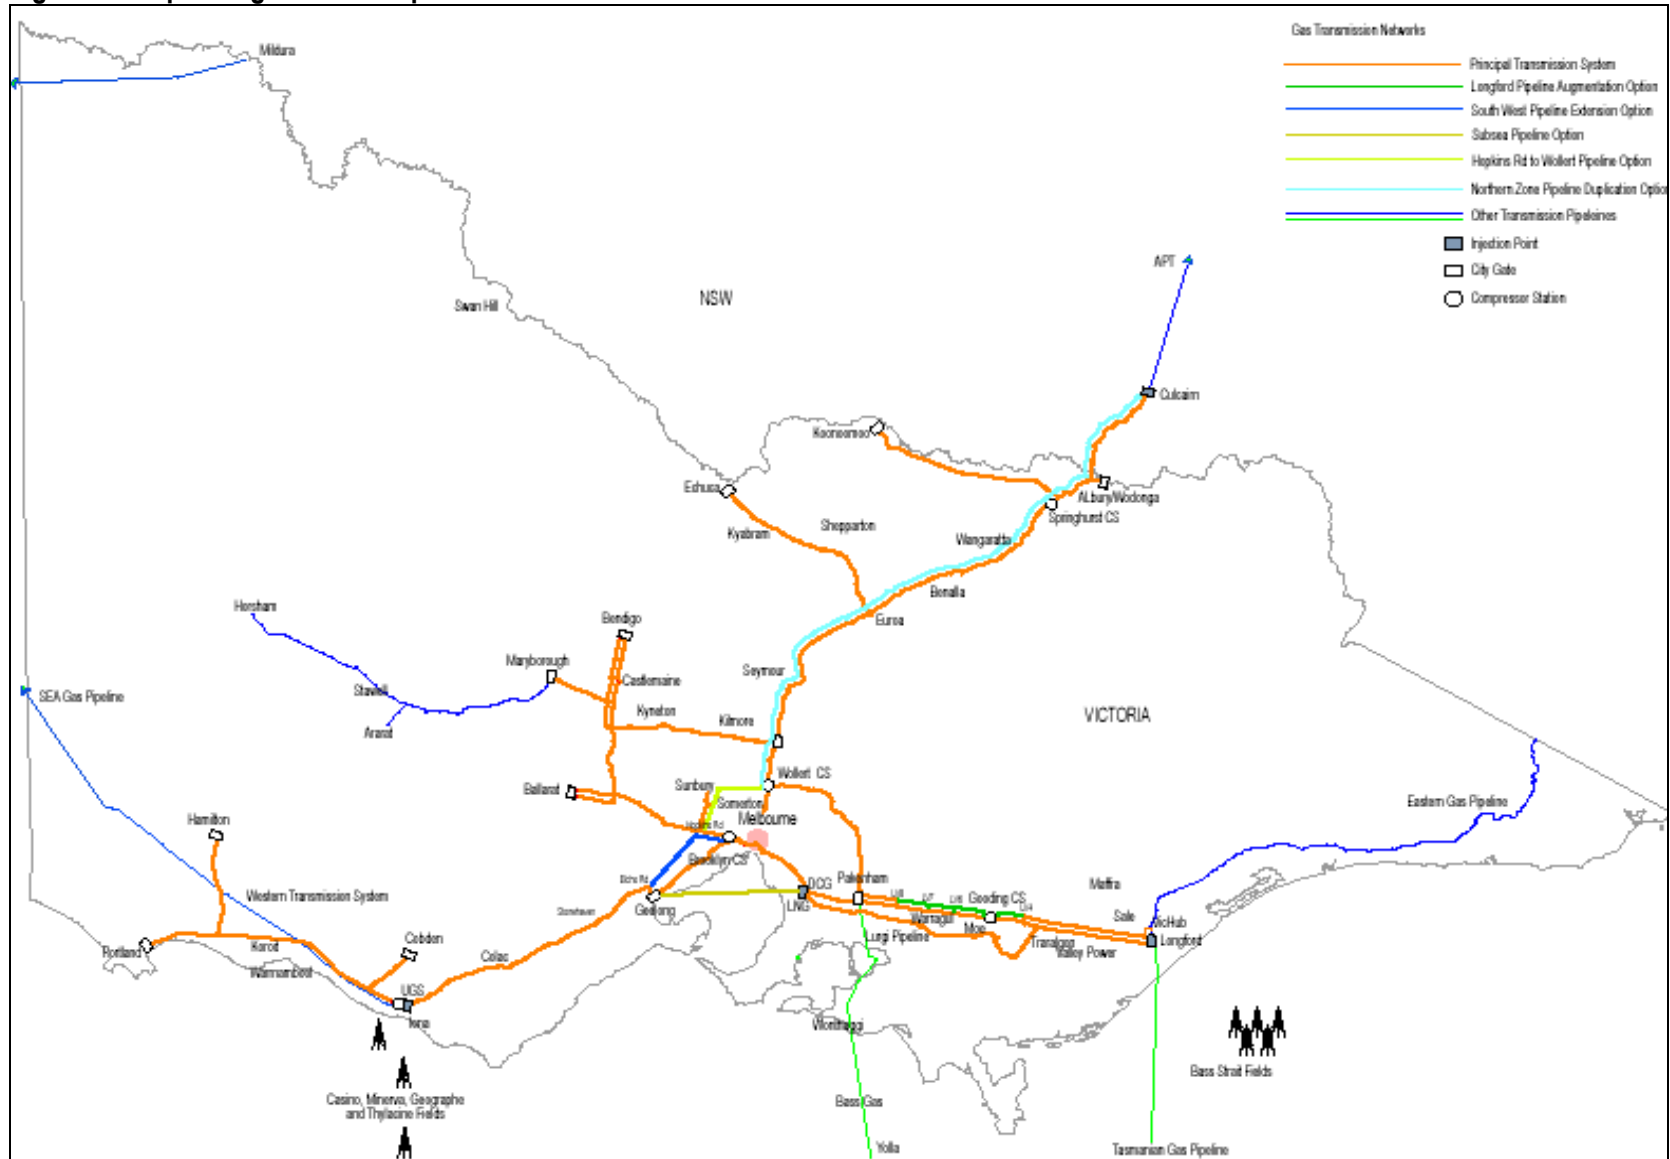 Mildura
Gas Transmission Networks
Principal Transmission System
Longford Pipeline Augmentation Option
South West Pipeline Extension Option
Subsea Pipeline Option
Hopkins Rd to Wollert Pipeline Option
Northern Zone Pipeline Duplication Optio
Other Transmission Pipeleines
Injection Point
City Gate
Compressor Station
APT
NSW
Swan Hill
Culcairn
Koonoomoo
Echuca
ALbury/Wodonga
Springhurst CS
Shepparton
Kyabram
Wangaratta
Benalla
Euroa
Horsham
Bendigo
Maryborough
Seymour
Castlemaine
Stawell
SEA Gas Pipeline
Kyneton
Kilmore
VICTORIA
Ararat
Wollert CS
Sunbury
Ballarat
Somerton
Eastern Gas Pipeline
Hamilton
Hopkins Rd
Melbourne
Brooklyn CS
DCG
Pakenham
Maffra
Western Transmission System
Gooding CS
LNG
Geelong
Warragul
Sale
VicHub
Moe
Lurgi Pipeline
Longford
Traralgon
Valley Power
Portland
Koroit
Cobden
Colac
Warrnambool
UGS
Iona
Wonthaggi
Bass Strait Fields
Casino, Minerva, Geographe
and Thylacine Fields
Bass Gas
Yolla
Tasmanian Gas Pipeline